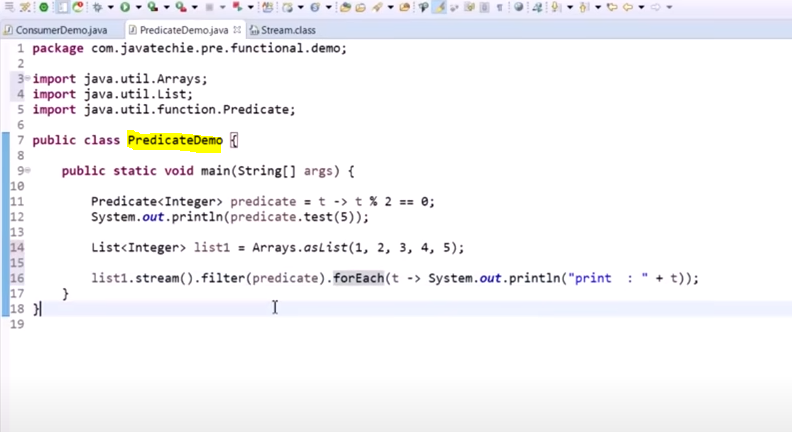 ConsumerDemo.java PredicateDemo.java Stream.class
1 package com.javatechie.pre.functional.demo;
2
3 import java.util.Arrays;
4 import java.util.List;
5 import java.util.function.Predicate;
6
7 public class PredicateDemo {
8
9 public static void main(String[] args) {
10
11 Predicate<Integer> predicate = t -> t % 2 == 0;
12 System.out.println(predicate.test(5));
13
14 List<Integer> list1 = Arrays.asList(1, 2, 3, 4, 5);
15
16 list1.stream().filter(predicate).forEach(t -> System.out.println("print  : " + t));
17 }
18 }
19